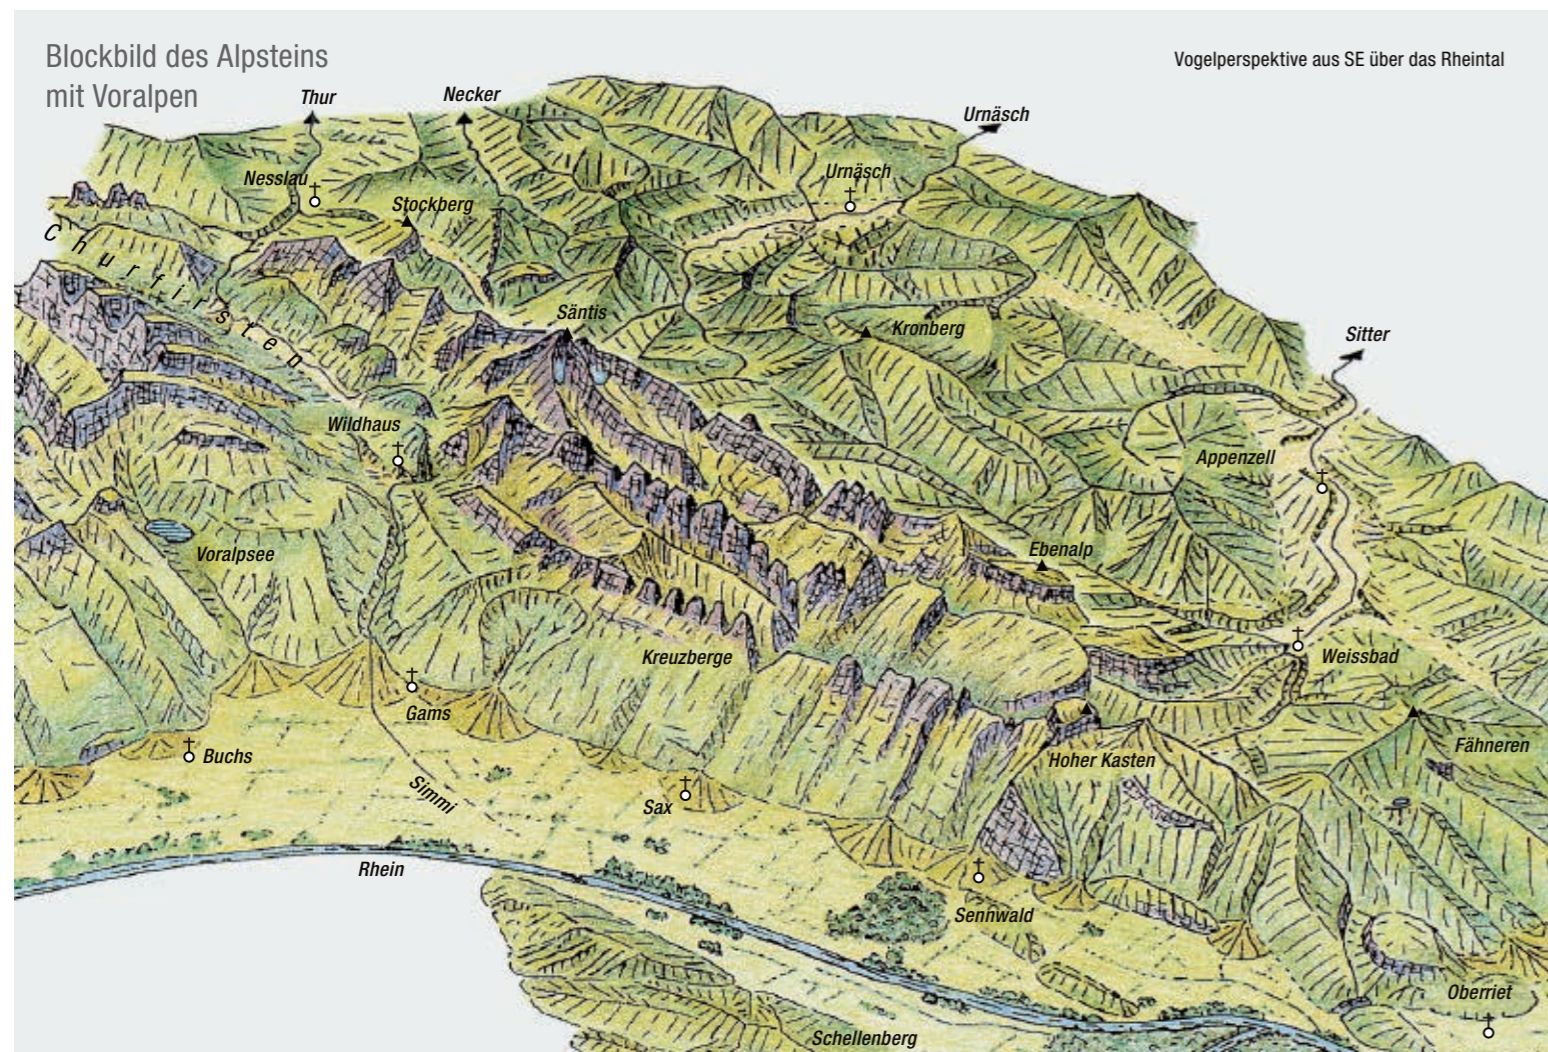 Blockbild des Alpsteins
mit Voralpen
Vogelperspektive aus SE über das Rheintal
Thur
Necker
Urnäsch
Nesslau
Urnäsch
Stockberg
Churfirsten
Säntis
Kronberg
Sitter
Wildhaus
Appenzell
Voralpsee
Ebenalp
Kreuzberge
Weissbad
Gams
Buchs
Hoher Kasten
Fähneren
Simmi
Sax
Rhein
Sennwald
Oberriet
Schellenberg